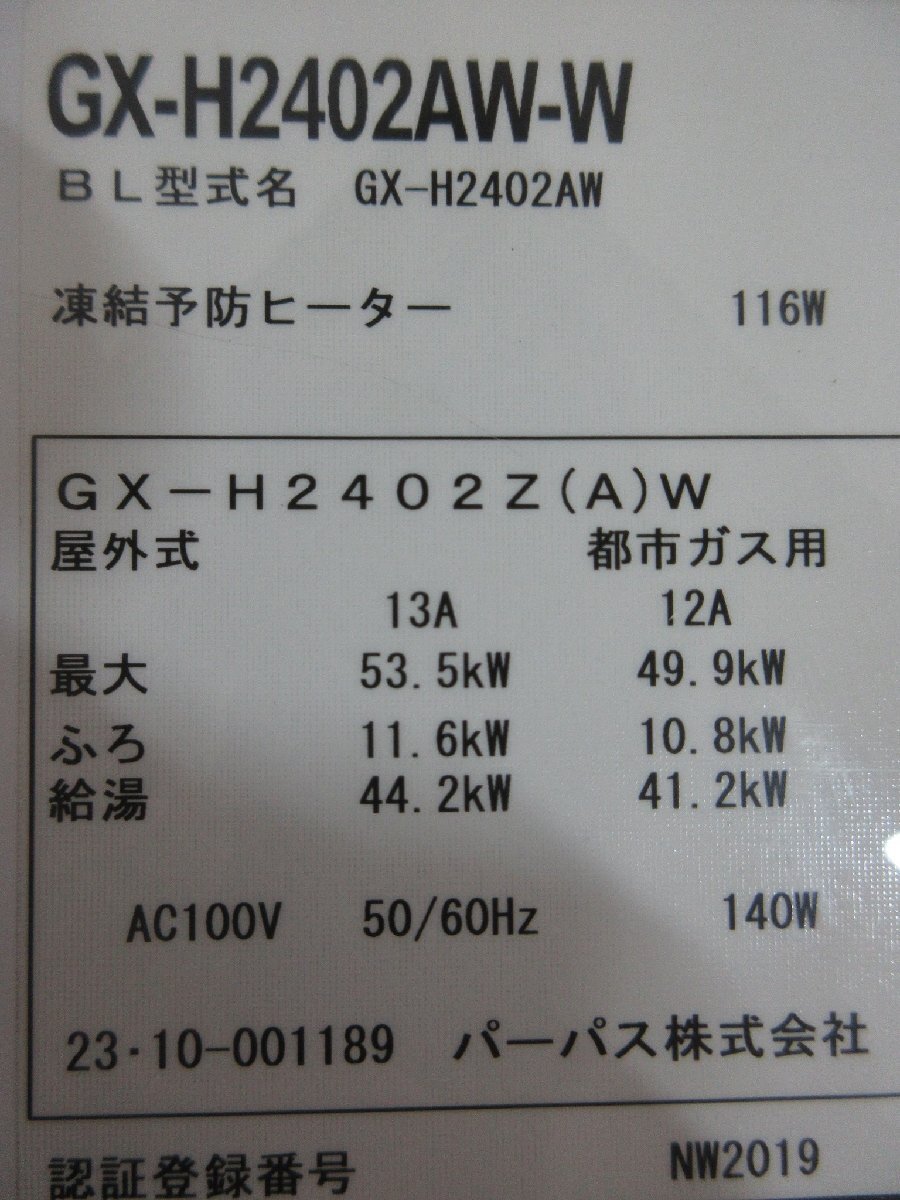 GX-H2402AW-W
BL型式名 GX-H2402AW
凍結予防ヒーター 116W
GX-H2402Z(A)W
屋外式 都市ガス用
13A 12A
最大 53.5kW 49.9kW
ふろ 11.6kW 10.8kW
給湯 44.2kW 41.2kW
AC100V 50/60Hz 140W
23・10-001189 パーパス株式会社
認証登録番号 NW2019